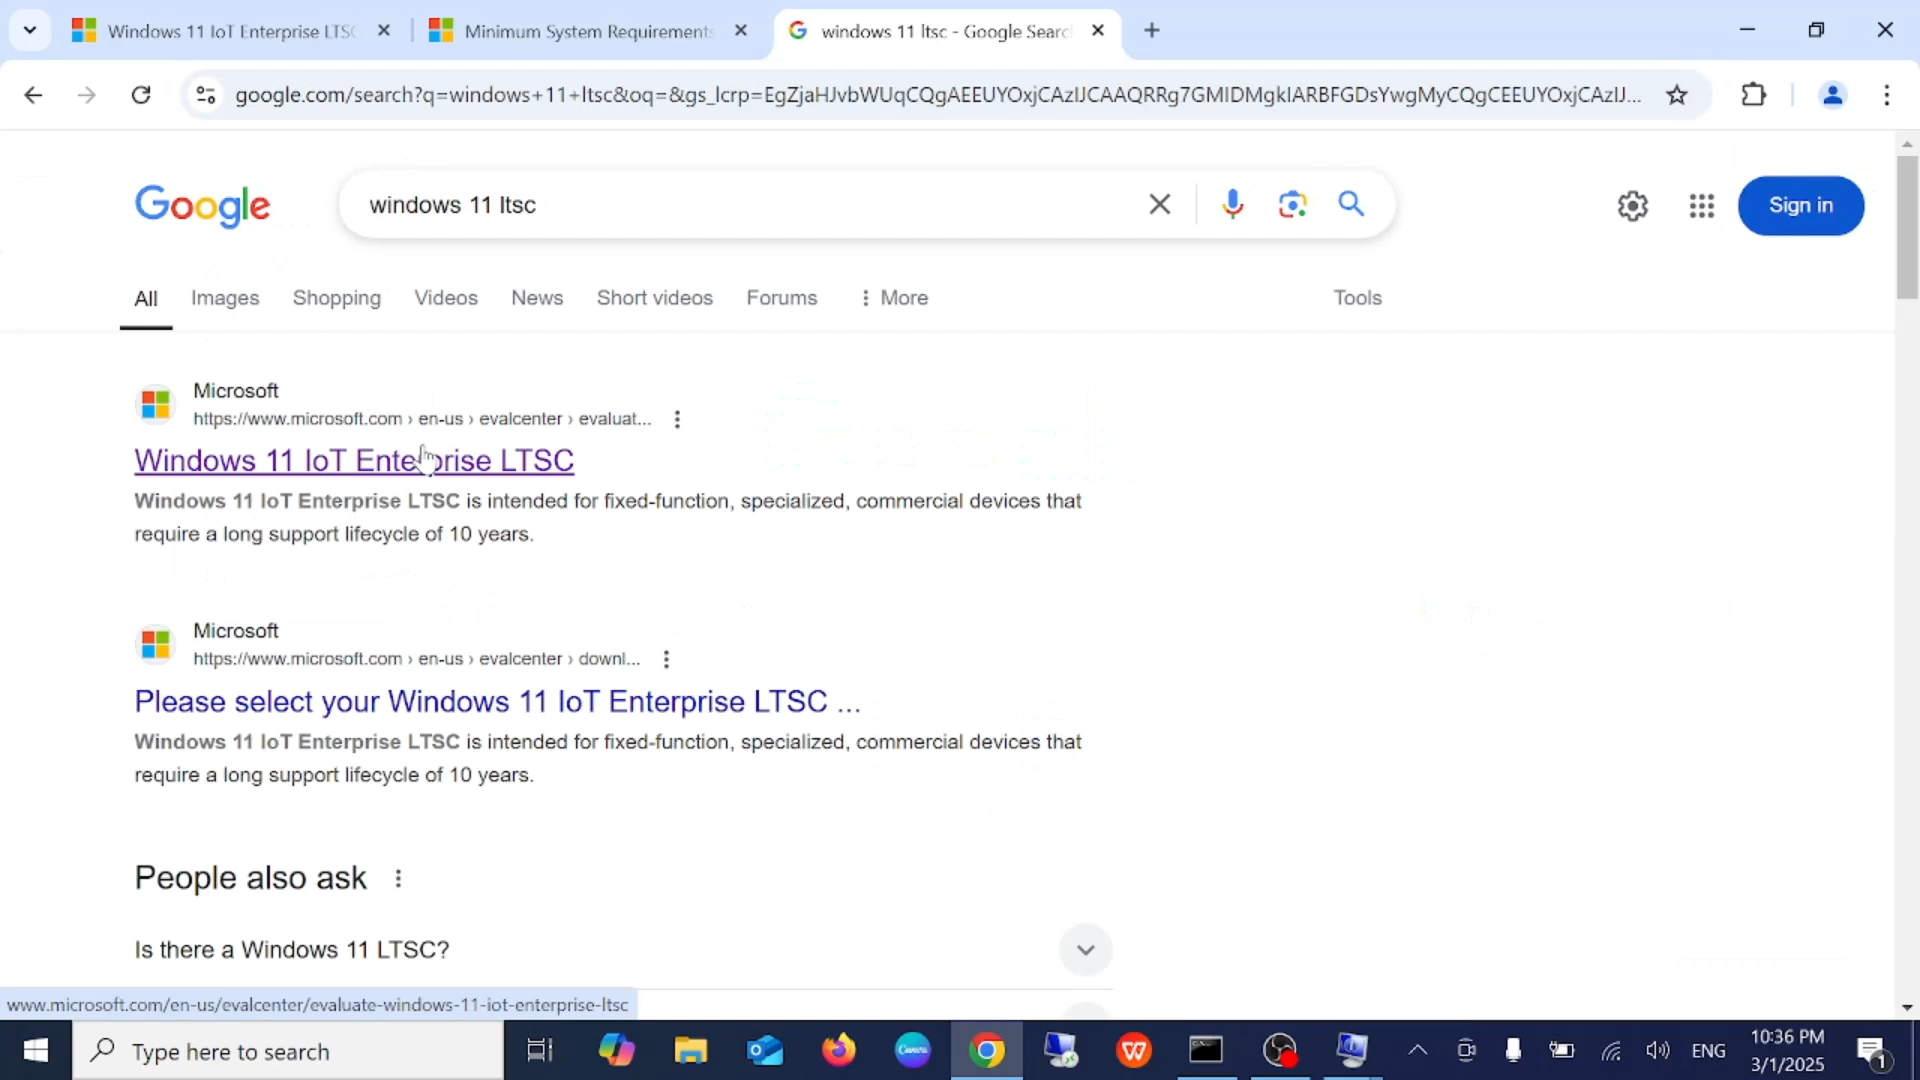 Windows 11 IoT Enterprise LTSC
Minimum System Requirements
windows 11 ltsc - Google Searc
google.com/search?q=windows+11+ltsc&oq=&gs_lcrp=EgZjaHJvbWUqCQgAEEUYOxjCAzIJCAAQRRg7GMIDMgkIARBFGDsYwgMyCQgCEEUYOxjCAzIJ...
Google
windows 11 ltsc
Sign in
All
Images
Shopping
Videos
News
Short videos
Forums
More
Tools
Microsoft
https://www.microsoft.com › en-us › evalcenter › evaluat...
Windows 11 IoT Enterprise LTSC
Windows 11 IoT Enterprise LTSC is intended for fixed-function, specialized, commercial devices that
require a long support lifecycle of 10 years.
Microsoft
https://www.microsoft.com › en-us › evalcenter › downl...
Please select your Windows 11 IoT Enterprise LTSC ...
Windows 11 IoT Enterprise LTSC is intended for fixed-function, specialized, commercial devices that
require a long support lifecycle of 10 years.
People also ask
Is there a Windows 11 LTSC?
www.microsoft.com/en-us/evalcenter/evaluate-windows-11-iot-enterprise-ltsc
Type here to search
Canva
ENG
10:36 PM
3/1/2025
1